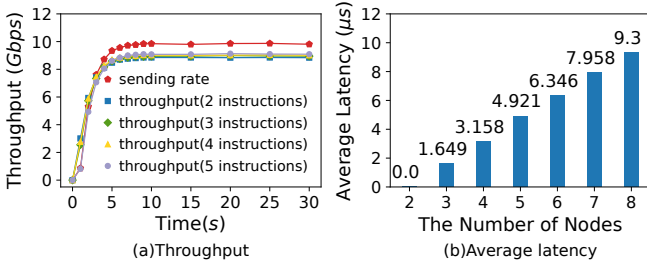 Throughput (Gbps)
12
10
8
6
4
2
0
sending rate
throughput(2 instructions)
throughput(3 instructions)
throughput(4 instructions)
throughput(5 instructions)
0 5 10 15 20 25 30
Time(s)
(a)Throughput
Average Latency (μs)
12
10
8
6
4
2
0
0.0
1.649
3.158
4.921
6.346
7.958
9.3
2 3 4 5 6 7 8
The Number of Nodes
(b)Average latency